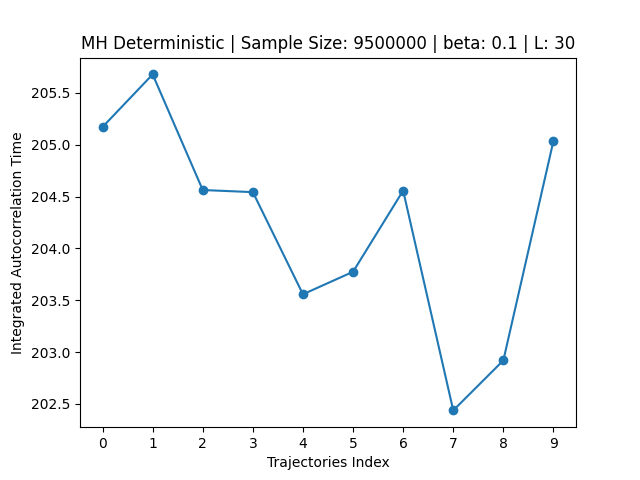 MH Deterministic | Sample Size: 9500000 | beta: 0.1 | L: 30
205.5
205.0
204.5
204.0
203.5
203.0
202.5
Integrated Autocorrelation Time
0 1 2 3 4 5 6 7 8 9
Trajectories Index